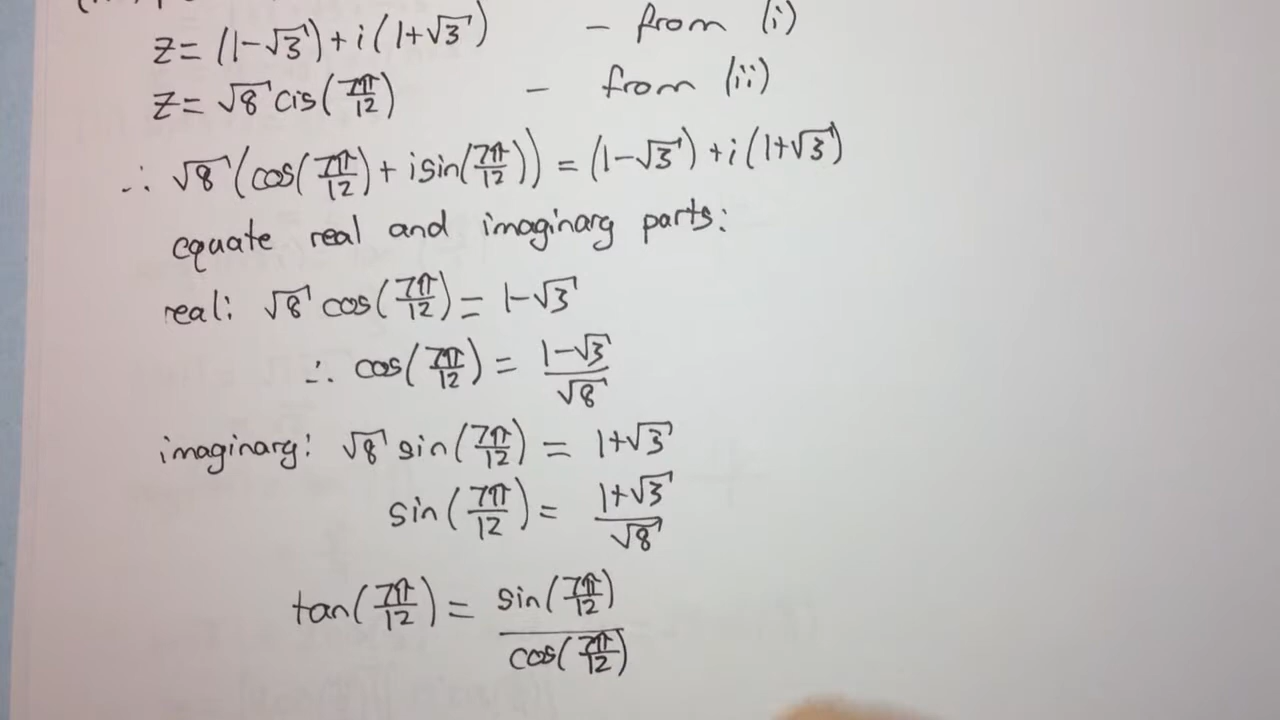 z = (1-√3) + i(1+√3) - from (i)
z = √8 cis(7π/12) - from (ii)
∴ √8(cos(7π/12) + isin(7π/12)) = (1-√3) + i(1+√3)
equate real and imaginary parts:
real: √8 cos(7π/12) = 1-√3
∴ cos(7π/12) = (1-√3)/√8
imaginary: √8 sin(7π/12) = 1+√3
sin(7π/12) = (1+√3)/√8
tan(7π/12) = sin(7π/12)/cos(7π/12)